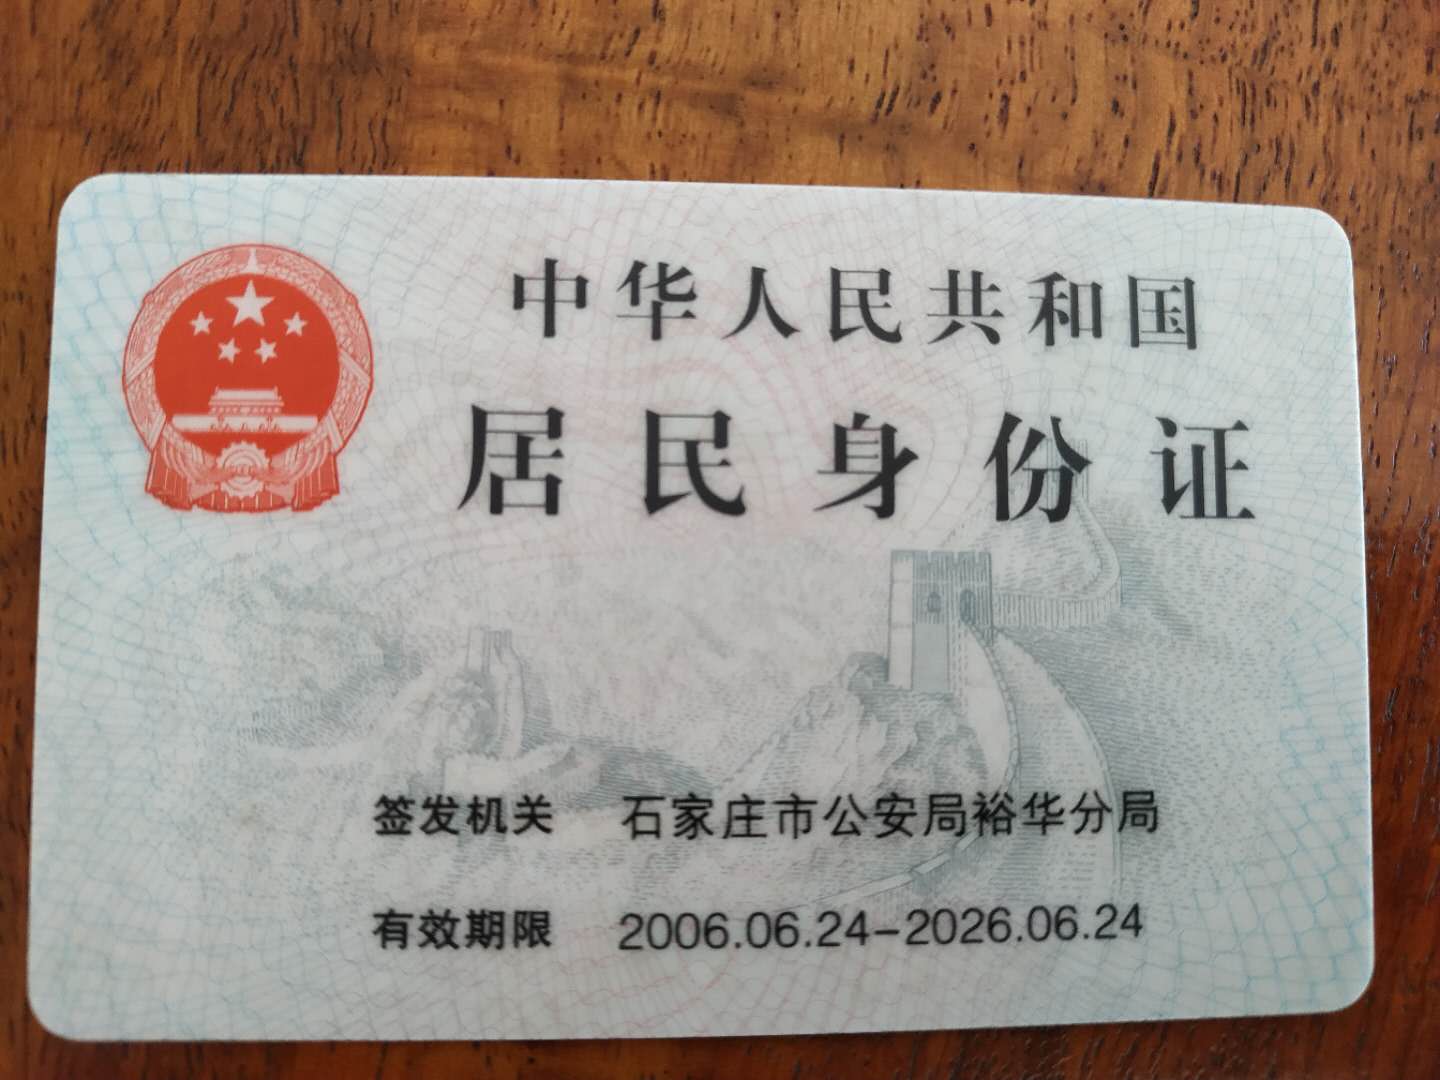 中华人民共和国
居民身份证
签发机关 石家庄市公安局裕华分局
有效期限 2006.06.24-2026.06.24